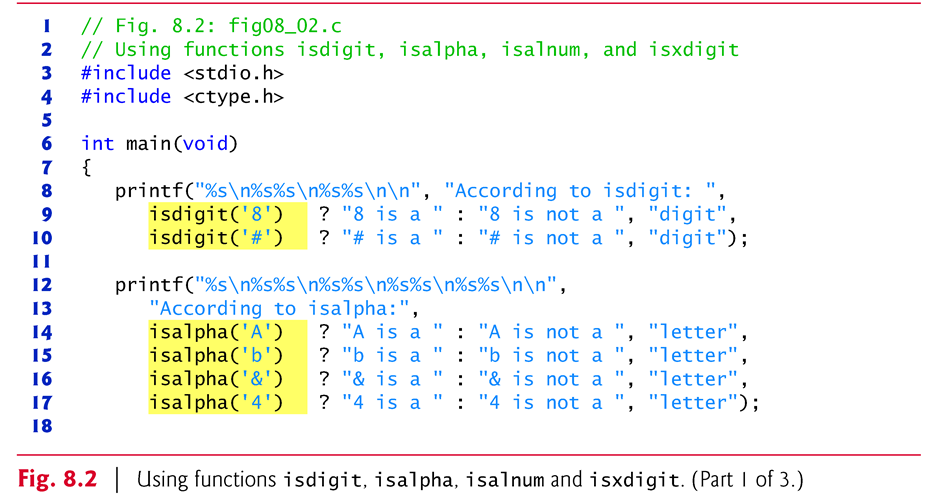 1 // Fig. 8.2: fig08_02.c
2 // Using functions isdigit, isalpha, isalnum, and isxdigit
3 #include <stdio.h>
4 #include <ctype.h>
5
6 int main(void)
7 {
8    printf("%s\n%s%s\n%s%s\n\n", "According to isdigit: ",
9       isdigit('8')   ? "8 is a " : "8 is not a ", "digit",
10       isdigit('#')   ? "# is a " : "# is not a ", "digit");
11
12    printf("%s\n%s%s\n%s%s\n%s%s\n%s%s\n\n",
13       "According to isalpha:",
14       isalpha('A')   ? "A is a " : "A is not a ", "letter",
15       isalpha('b')   ? "b is a " : "b is not a ", "letter",
16       isalpha('&')   ? "& is a " : "& is not a ", "letter",
17       isalpha('4')   ? "4 is a " : "4 is not a ", "letter");
18
Fig. 8.2 | Using functions isdigit, isalpha, isalnum and isxdigit. (Part 1 of 3.)